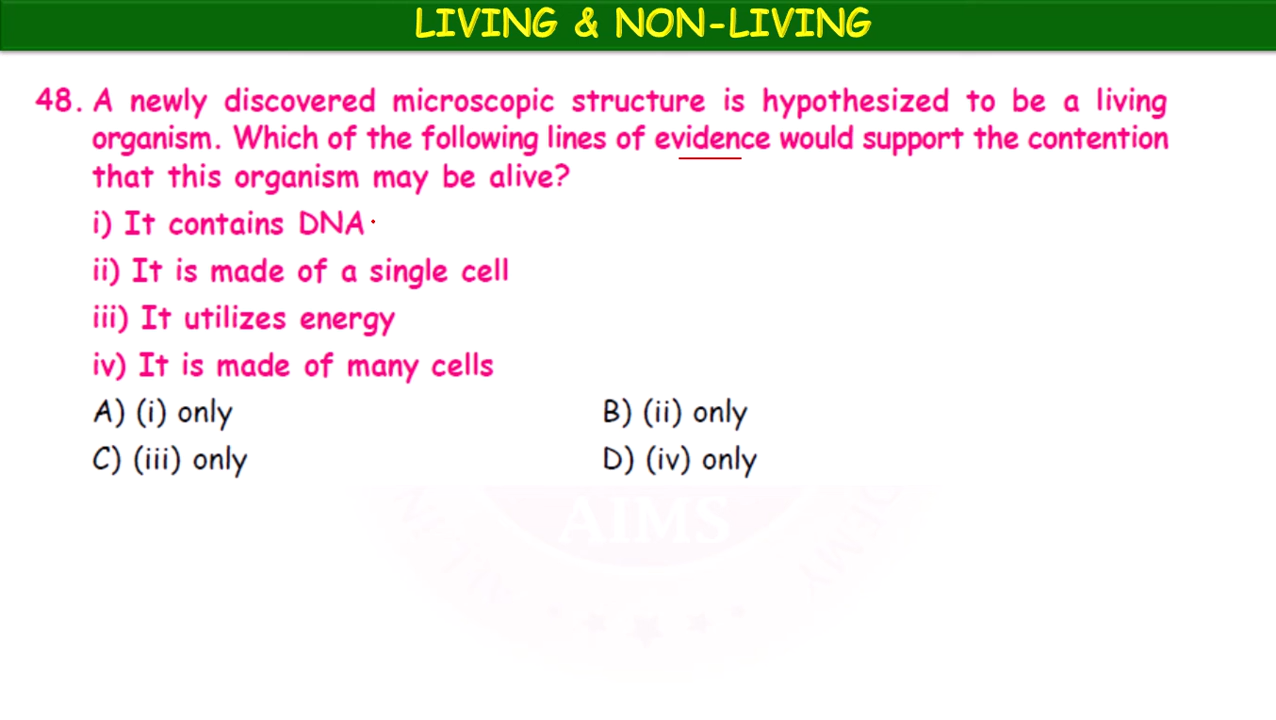 LIVING & NON-LIVING
48. A newly discovered microscopic structure is hypothesized to be a living
organism. Which of the following lines of evidence would support the contention
that this organism may be alive?
i) It contains DNA
ii) It is made of a single cell
iii) It utilizes energy
iv) It is made of many cells
A) (i) only B) (ii) only
C) (iii) only D) (iv) only
AIMS